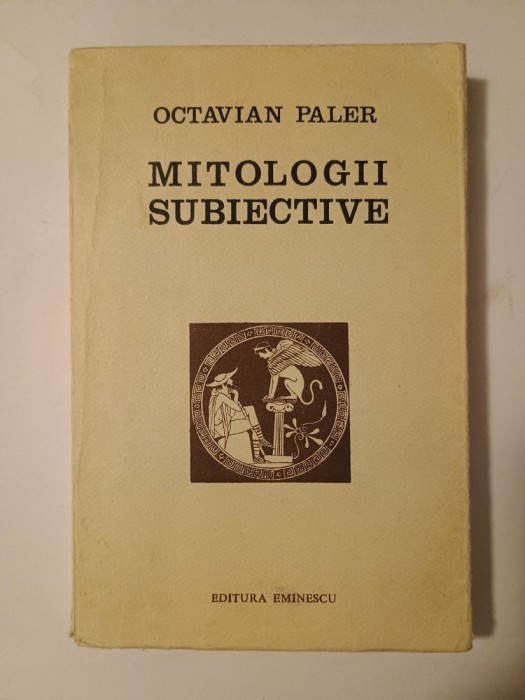 OCTAVIAN PALER
MITOLOGII
SUBIECTIVE
EDITURA EMINESCU